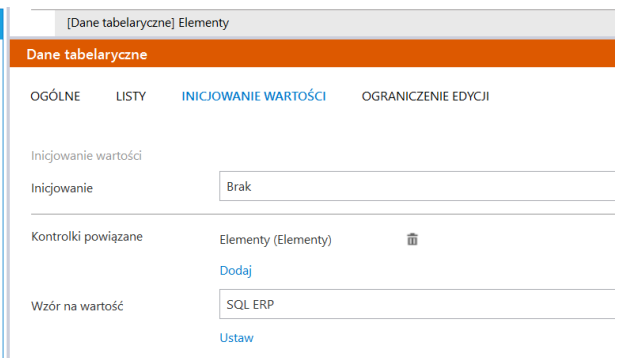 [Dane tabelaryczne] Elementy
Dane tabelaryczne
OGÓLNE LISTY INICJOWANIE WARTOŚCI OGRANICZENIE EDYCJI
Inicjowanie wartości
Inicjowanie Brak
Kontrolki powiązane Elementy (Elementy)
Dodaj
Wzór na wartość SQL ERP
Ustaw